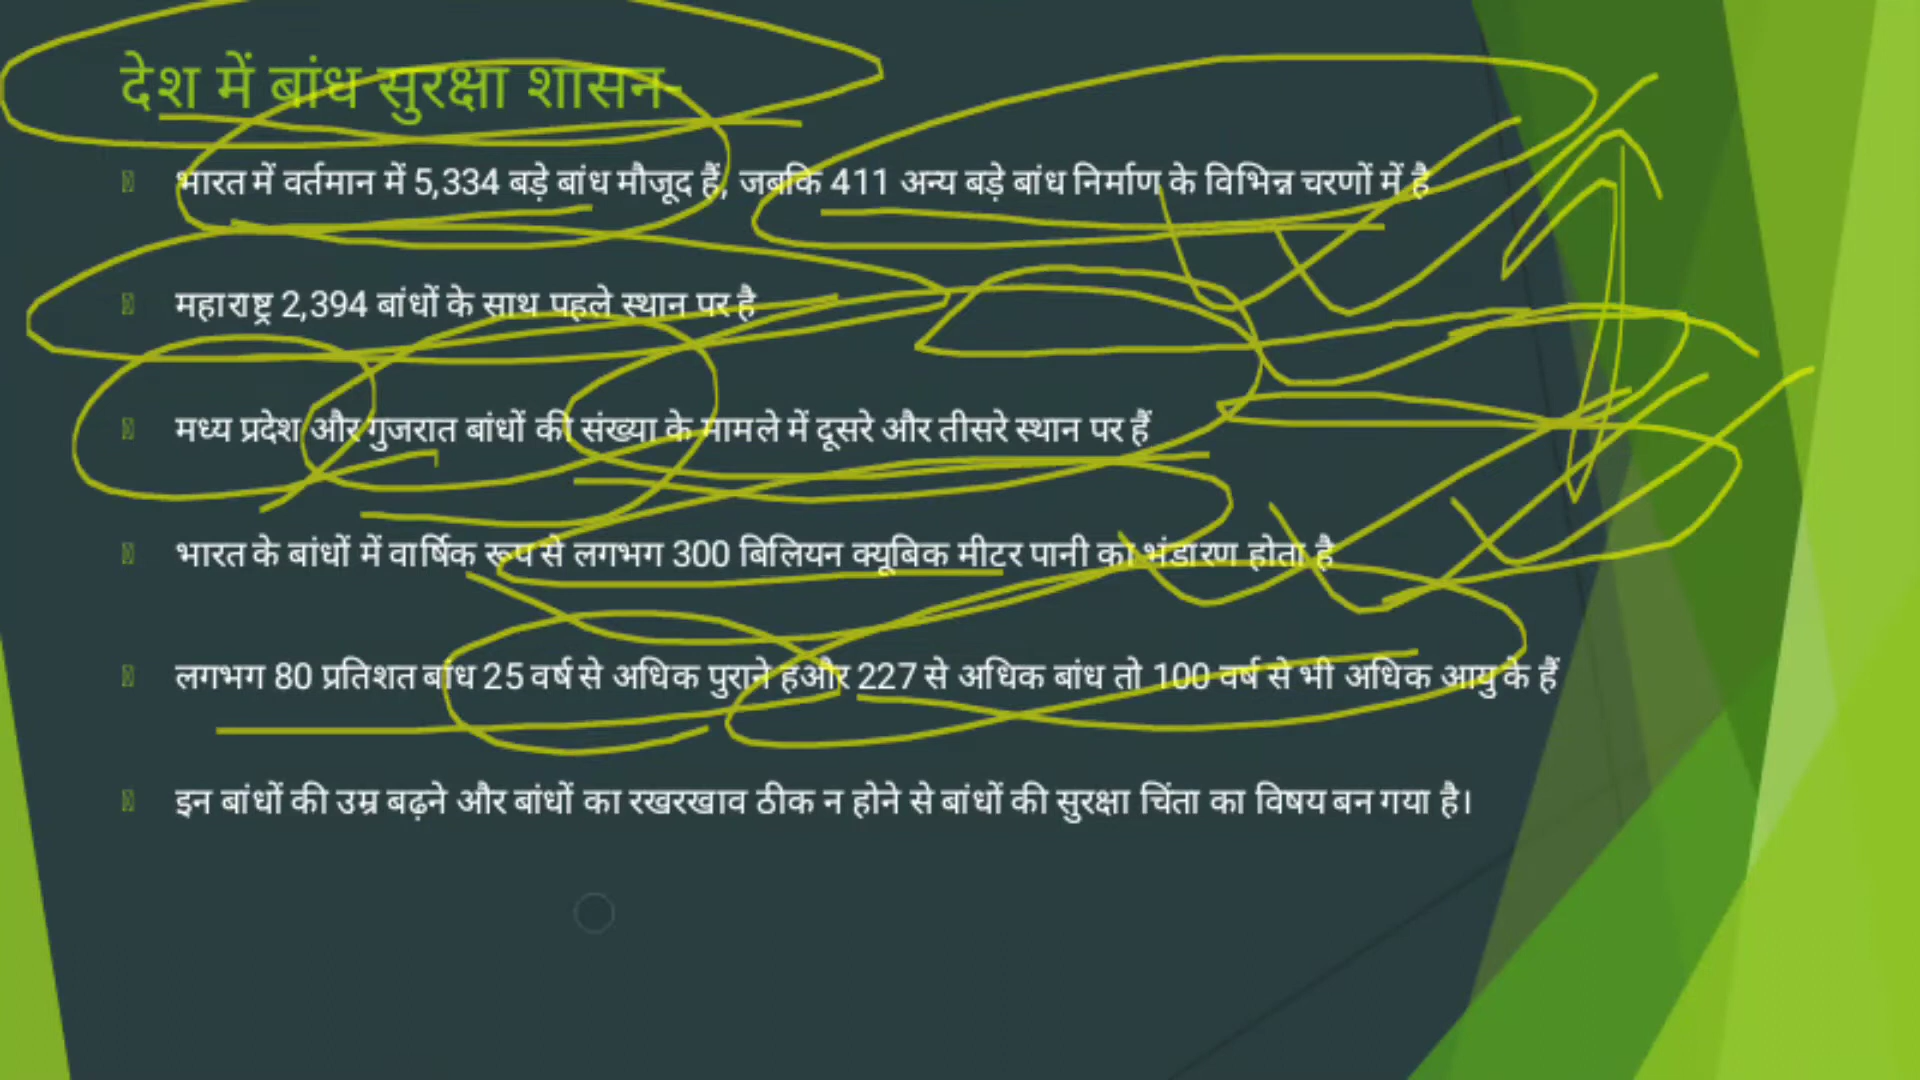 देश में बांध सुरक्षा शासन-
भारत में वर्तमान में 5,334 बड़े बांध मौजूद हैं, जबकि 411 अन्य बड़े बांध निर्माण के विभिन्न चरणों में है
महाराष्ट्र 2,394 बांधों के साथ पहले स्थान पर है
मध्य प्रदेश और गुजरात बांधों की संख्या के मामले में दूसरे और तीसरे स्थान पर हैं
भारत के बांधों में वार्षिक रूप से लगभग 300 बिलियन क्यूबिक मीटर पानी का भंडारण होता है
लगभग 80 प्रतिशत बांध 25 वर्ष से अधिक पुराने हैऔर 227 से अधिक बांध तो 100 वर्ष से भी अधिक आयु के हैं
इन बांधों की उम्र बढ़ने और बांधों का रखरखाव ठीक न होने से बांधों की सुरक्षा चिंता का विषय बन गया है।